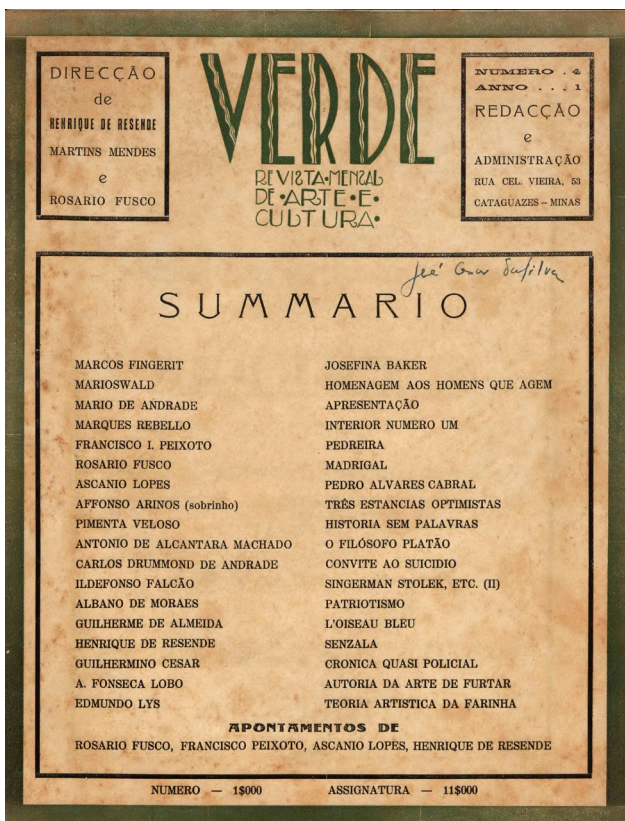 DIRECÇÃO
de
HENRIQUE DE RESENDE
MARTINS MENDES
e
ROSARIO FUSCO
VERDE
REVISTA·MENSAL
DE·ARTE·E·
CULTURA·
NUMERO . 4
ANNO . . . 1
REDACÇÃO
e
ADMINISTRAÇÃO
RUA CEL. VIEIRA, 53
CATAGUAZES – MINAS
SUMMARIO
MARCOS FINGERIT JOSEFINA BAKER
MARIOSWALD HOMENAGEM AOS HOMENS QUE AGEM
MARIO DE ANDRADE APRESENTAÇÃO
MARQUES REBELLO INTERIOR NUMERO UM
FRANCISCO I. PEIXOTO PEDREIRA
ROSARIO FUSCO MADRIGAL
ASCANIO LOPES PEDRO ALVARES CABRAL
AFFONSO ARINOS (sobrinho) TRÊS ESTANCIAS OPTIMISTAS
PIMENTA VELOSO HISTORIA SEM PALAVRAS
ANTONIO DE ALCANTARA MACHADO O FILÓSOFO PLATÃO
CARLOS DRUMMOND DE ANDRADE CONVITE AO SUICIDIO
ILDEFONSO FALCÃO SINGERMAN STOLEK, ETC. (II)
ALBANO DE MORAES PATRIOTISMO
GUILHERME DE ALMEIDA L'OISEAU BLEU
HENRIQUE DE RESENDE SENZALA
GUILHERMINO CESAR CRONICA QUASI POLICIAL
A. FONSECA LOBO AUTORIA DA ARTE DE FURTAR
EDMUNDO LYS TEORIA ARTISTICA DA FARINHA
APONTAMENTOS DE
ROSARIO FUSCO, FRANCISCO PEIXOTO, ASCANIO LOPES, HENRIQUE DE RESENDE
NUMERO — 1$000 ASSIGNATURA — 11$000